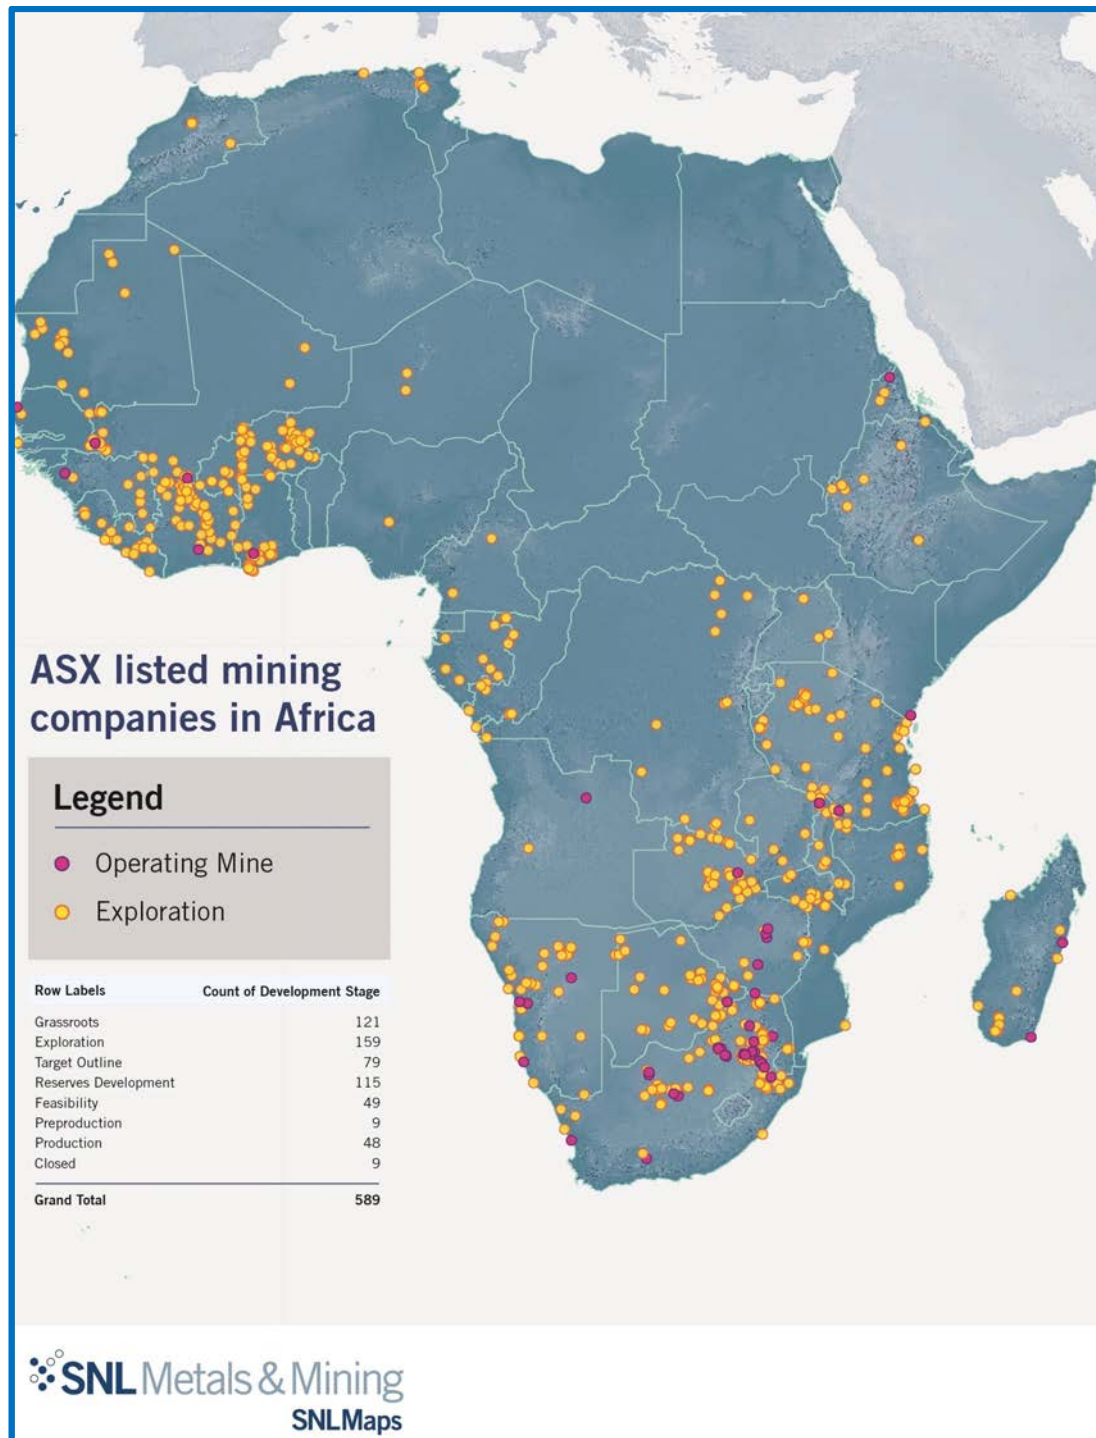 ASX listed mining
companies in Africa
Legend
Operating Mine
Exploration
Row Labels Count of Development Stage
Grassroots 121
Exploration 159
Target Outline 79
Reserves Development 115
Feasibility 49
Preproduction 9
Production 48
Closed 9
Grand Total 589
SNL Metals & Mining
SNLMaps